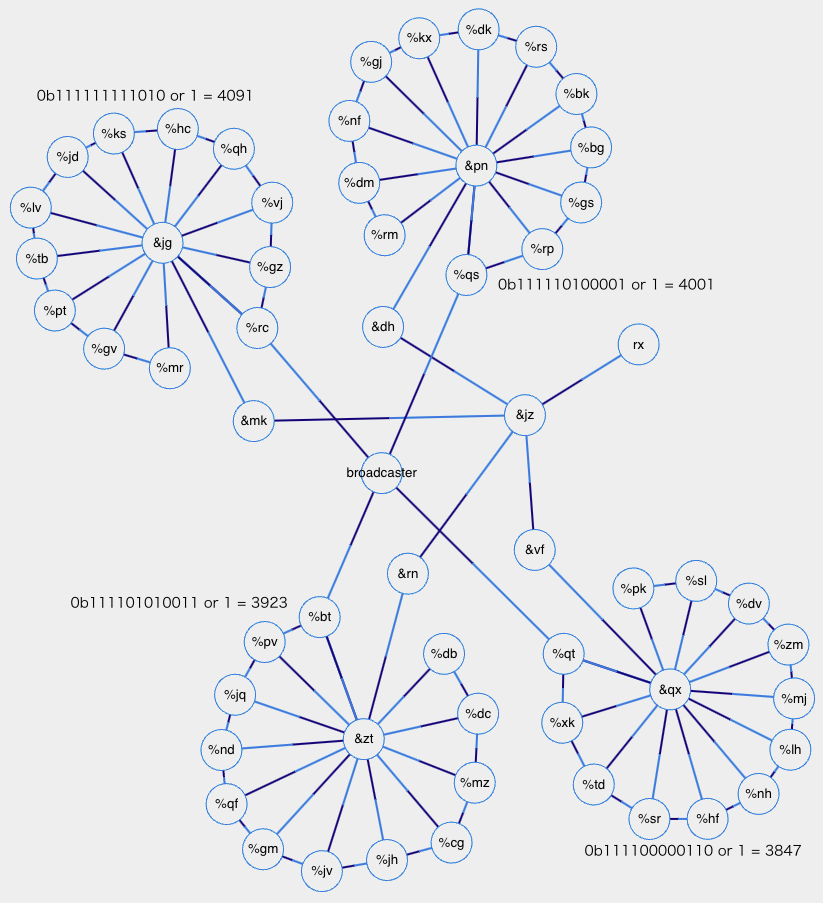 %dk
%kx
%rs
%gj
%bk
0b111111111010 or 1 = 4091
%nf
%hc
%ks
%qh
%bg
%jd
&pn
%dm
%vj
%gs
%lv
%rm
&jg
%rp
%tb
%gz
%qs
0b111110100001 or 1 = 4001
%pt
&dh
%rc
rx
%gv
%mr
&jz
&mk
broadcaster
&vf
&rn
%sl
%pk
0b111101010011 or 1 = 3923
%dv
%bt
%pv
%zm
%db
%qt
&qx
%jq
%mj
%dc
%xk
&zt
%nd
%lh
%mz
%td
%nh
%qf
%sr
%hf
%cg
%gm
0b111100000110 or 1 = 3847
%jh
%jv